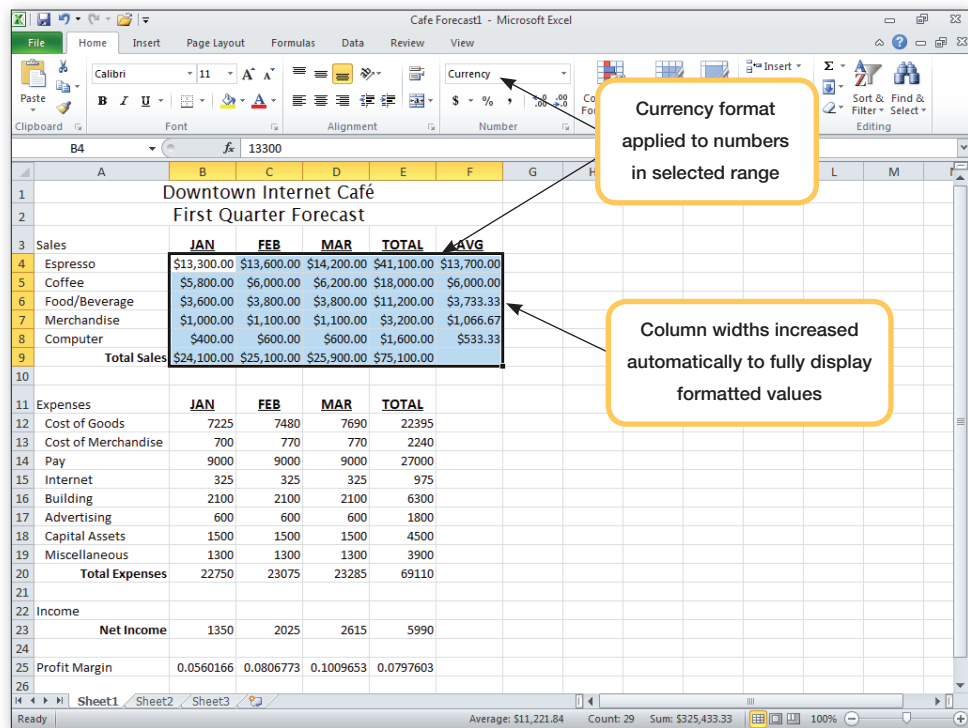 Cafe Forecast1 - Microsoft Excel
File Home Insert Page Layout Formulas Data Review View
Paste
Calibri 11 A A
B I U A
Currency
$ % , .00 .0
Insert
Σ
Sort & Filter
Find & Select
Clipboard Font Alignment Number Editing
B4 fx 13300
A B C D E F G H L M
1 Downtown Internet Café
2 First Quarter Forecast
3 Sales JAN FEB MAR TOTAL AVG
4 Espresso $13,300.00 $13,600.00 $14,200.00 $41,100.00 $13,700.00
5 Coffee $5,800.00 $6,000.00 $6,200.00 $18,000.00 $6,000.00
6 Food/Beverage $3,600.00 $3,800.00 $3,800.00 $11,200.00 $3,733.33
7 Merchandise $1,000.00 $1,100.00 $1,100.00 $3,200.00 $1,066.67
8 Computer $400.00 $600.00 $600.00 $1,600.00 $533.33
9 Total Sales $24,100.00 $25,100.00 $25,900.00 $75,100.00
10
11 Expenses JAN FEB MAR TOTAL
12 Cost of Goods 7225 7480 7690 22395
13 Cost of Merchandise 700 770 770 2240
14 Pay 9000 9000 9000 27000
15 Internet 325 325 325 975
16 Building 2100 2100 2100 6300
17 Advertising 600 600 600 1800
18 Capital Assets 1500 1500 1500 4500
19 Miscellaneous 1300 1300 1300 3900
20 Total Expenses 22750 23075 23285 69110
21
22 Income
23 Net Income 1350 2025 2615 5990
24
25 Profit Margin 0.0560166 0.0806773 0.1009653 0.0797603
26
Currency format
applied to numbers
in selected range
Column widths increased
automatically to fully display
formatted values
Sheet1 Sheet2 Sheet3
Ready Average: $11,221.84 Count: 29 Sum: $325,433.33 100%